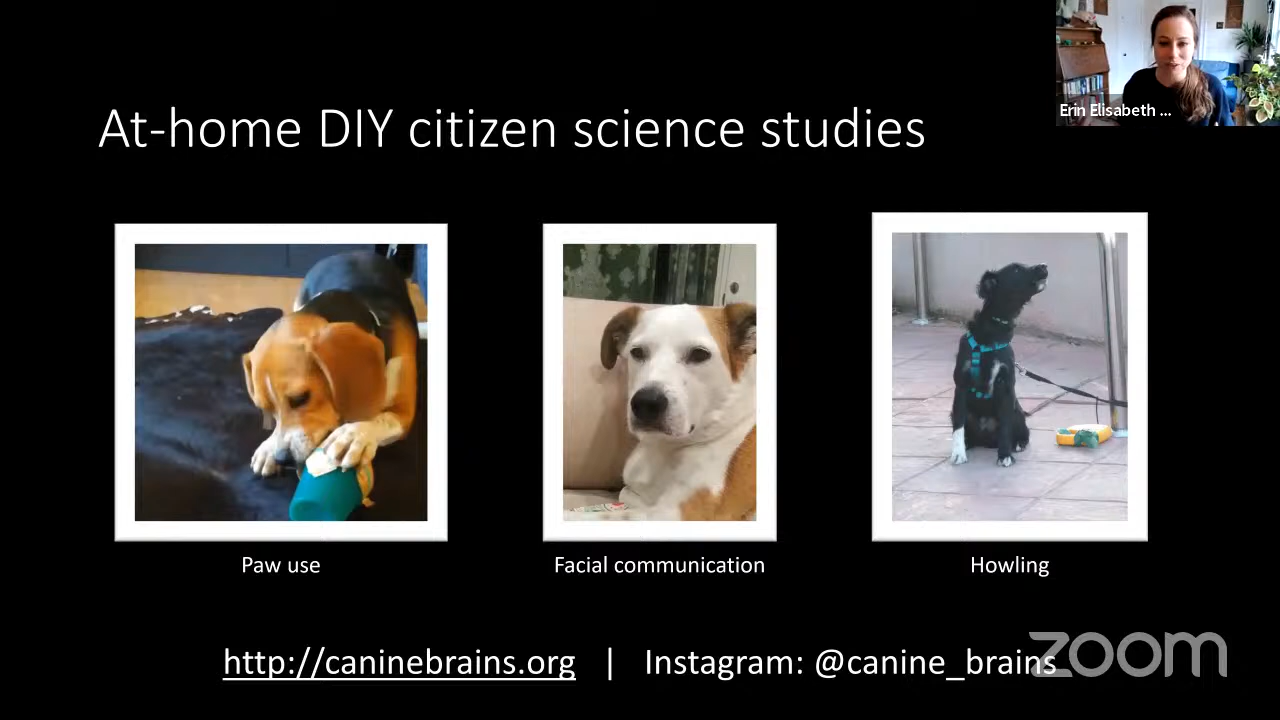 Erin Elisabeth ...
At-home DIY citizen science studies
Paw use
Facial communication
Howling
http://caninebrains.org | Instagram: @canine_brains
zoom